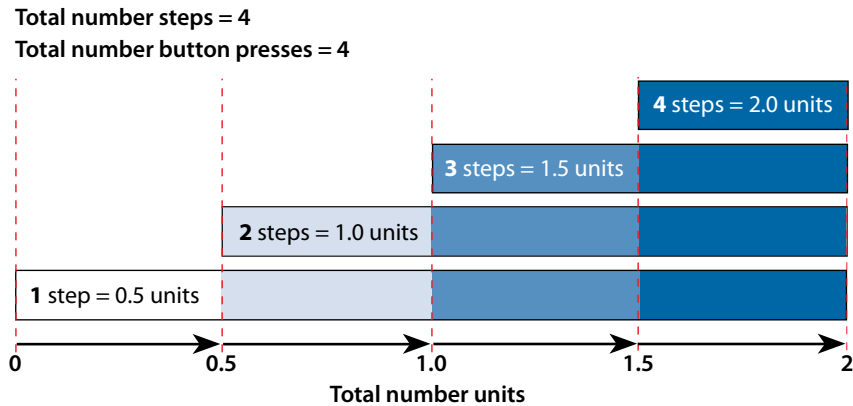 Total number steps = 4
Total number button presses = 4
4 steps = 2.0 units
3 steps = 1.5 units
2 steps = 1.0 units
1 step = 0.5 units
0 0.5 1.0 1.5 2
Total number units